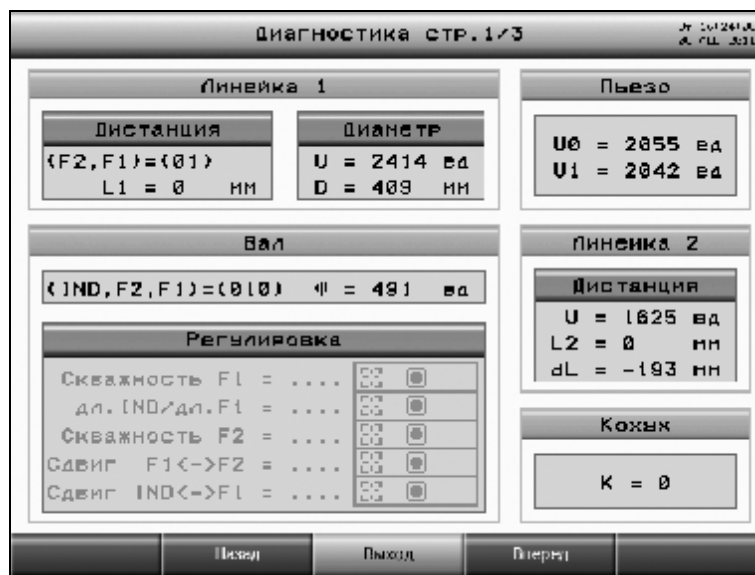 Диагностика стр.1/3
Линейка 1
Дистанция
(F2,F1)=(01)
L1 = 0 мм
Диаметр
U = 2414 ед
D = 409 мм
Пьезо
U0 = 2055 ед
U1 = 2042 ед
Вал
(IND,F2,F1)=(010) Ψ = 491 ед
Регулировка
Скважность F1 = ....
дл.IND/дл.F1 = ....
Скважность F2 = ....
Сдвиг F1<->F2 = ....
Сдвиг IND<->F1 = ....
Линейка 2
Дистанция
U = 1625 ед
L2 = 0 мм
dL = -193 мм
Кожух
K = 0
Назад
Выход
Вперед